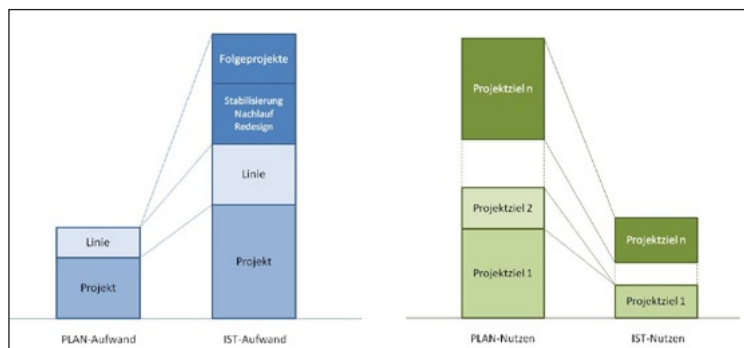 Folgeprojekte
Stabilisierung
Nachlauf
Redesign
Linie
Projekt
Linie
Projekt
PLAN-Aufwand
IST-Aufwand
Projektziel n
Projektziel 2
Projektziel 1
Projektziel n
Projektziel 1
PLAN-Nutzen
IST-Nutzen